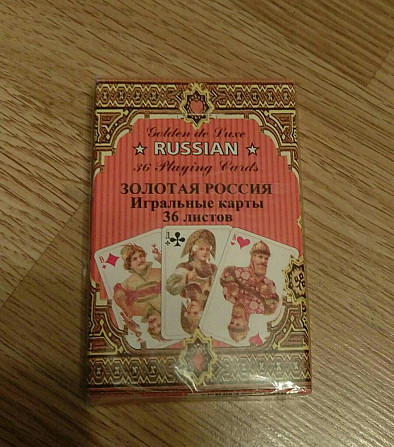 Golden de Luxe
★ RUSSIAN ★
36 Playing Cards
ЗОЛОТАЯ РОССИЯ
Игральные карты
36 листов
В Д К